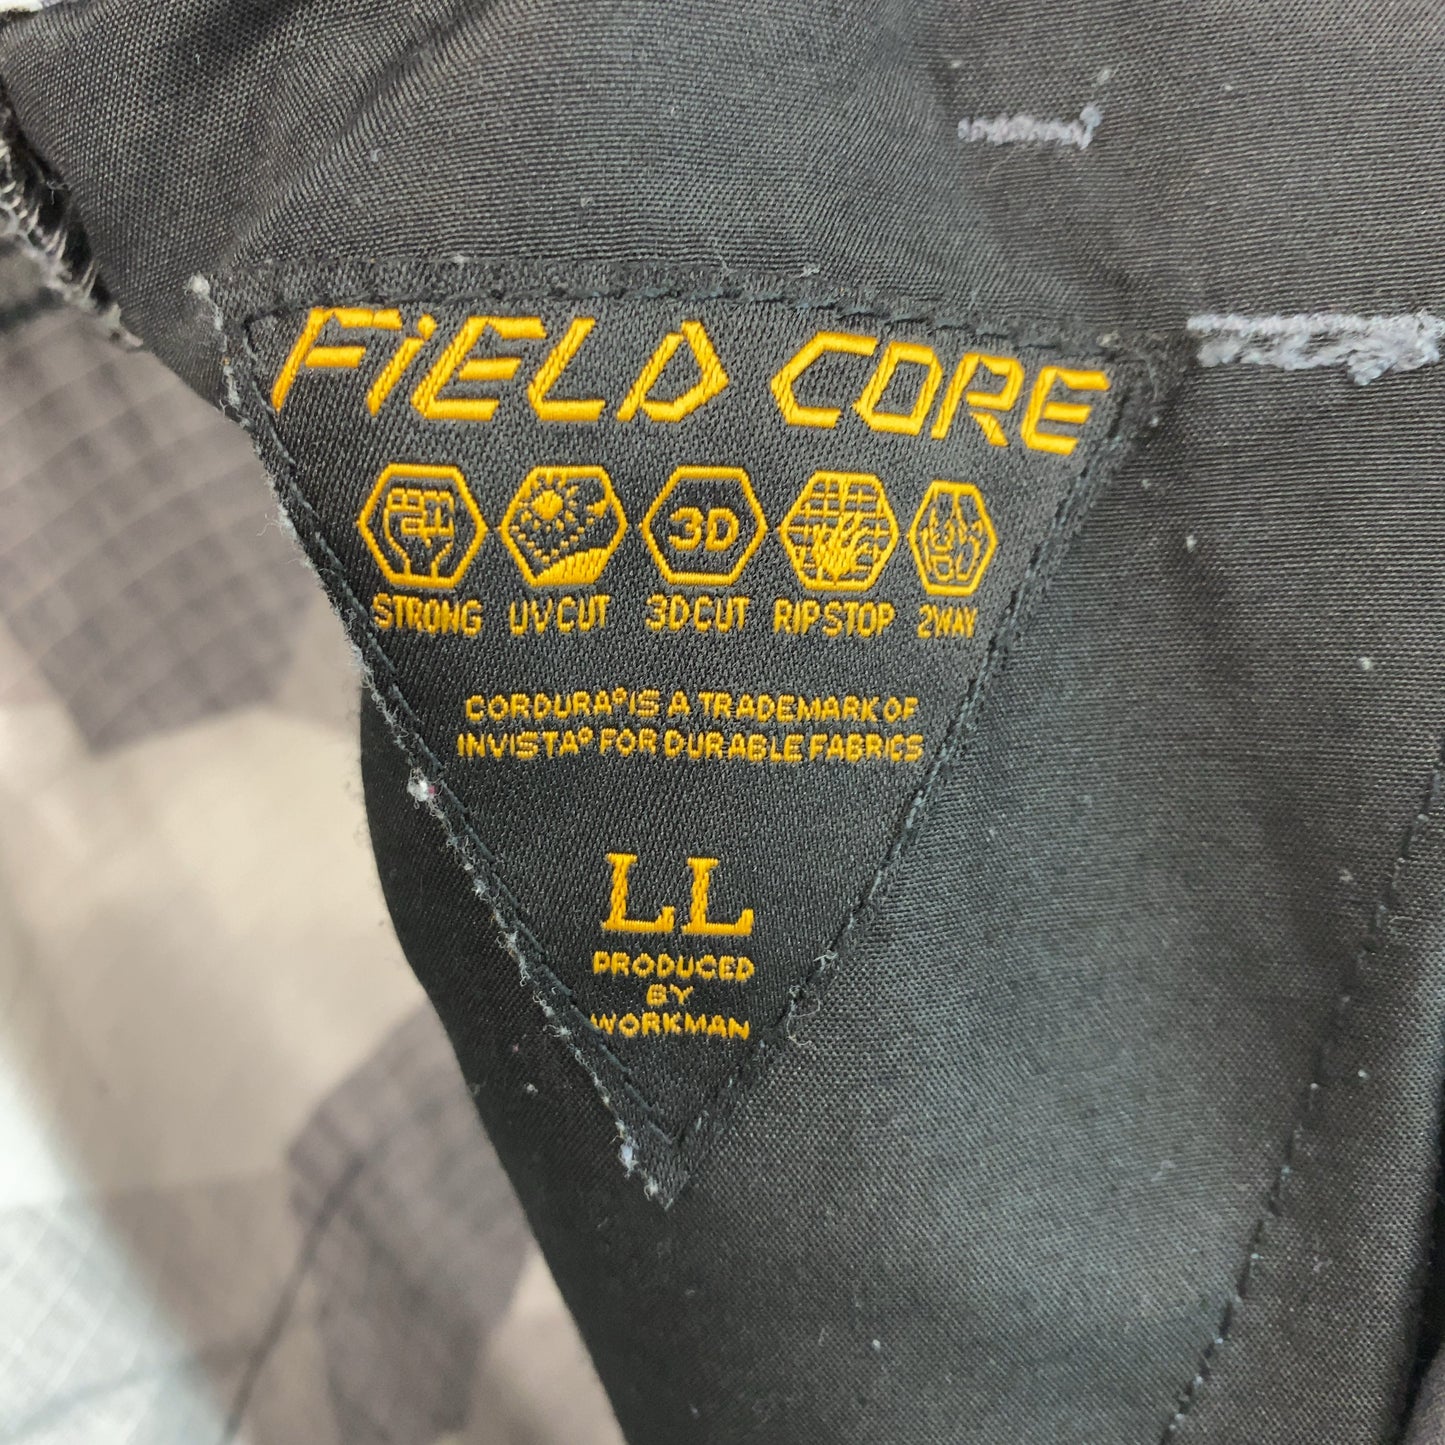 FiELD CORE
3D
STRONG UVCUT 3DCUT RIPSTOP 2WAY
CORDURA® IS A TRADEMARK OF
INVISTA® FOR DURABLE FABRICS
LL
PRODUCED
BY
WORKMAN